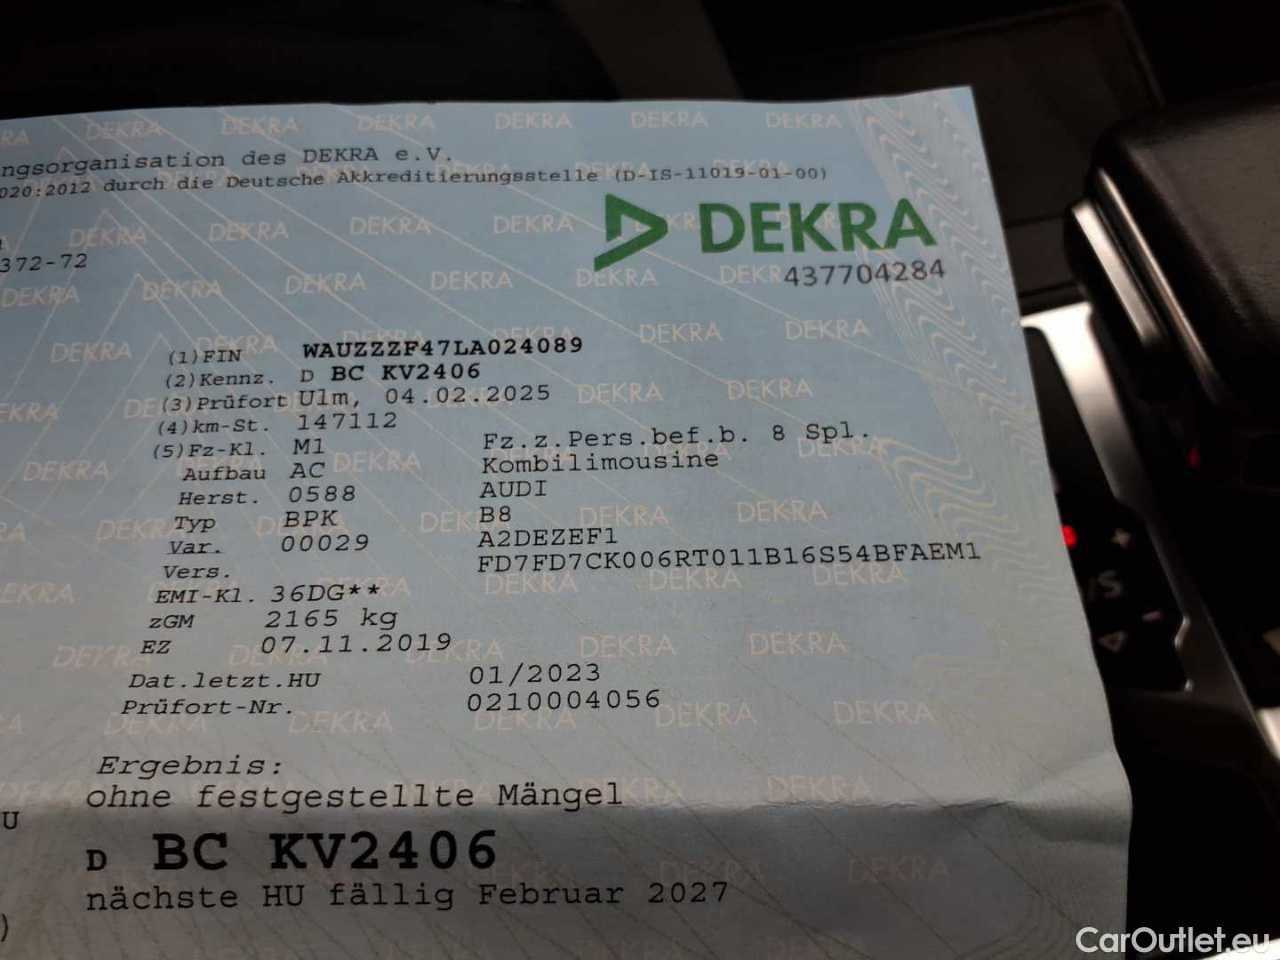 ngsorganisation des DEKRA e.V.
020:2012 durch die Deutsche Akkreditierungsstelle (D-IS-11019-01-00)
372-72
DEKRA
437704284
(1)FIN WAUZZZF47LA024089
(2)Kennz. D BC KV2406
(3)Prüfort Ulm, 04.02.2025
(4)km-St. 147112
(5)Fz-Kl. M1 Fz.z.Pers.bef.b. 8 Spl.
Aufbau AC Kombilimousine
Herst. 0588 AUDI
Typ BPK B8
Var. 00029 A2DEZEF1
Vers. FD7FD7CK006RT011B16S54BFAEM1
EMI-Kl. 36DG**
zGM 2165 kg
EZ 07.11.2019
Dat.letzt.HU 01/2023
Prüfort-Nr. 0210004056
Ergebnis:
ohne festgestellte Mängel
U
D BC KV2406
nächste HU fällig Februar 2027
)
CarOutlet.eu